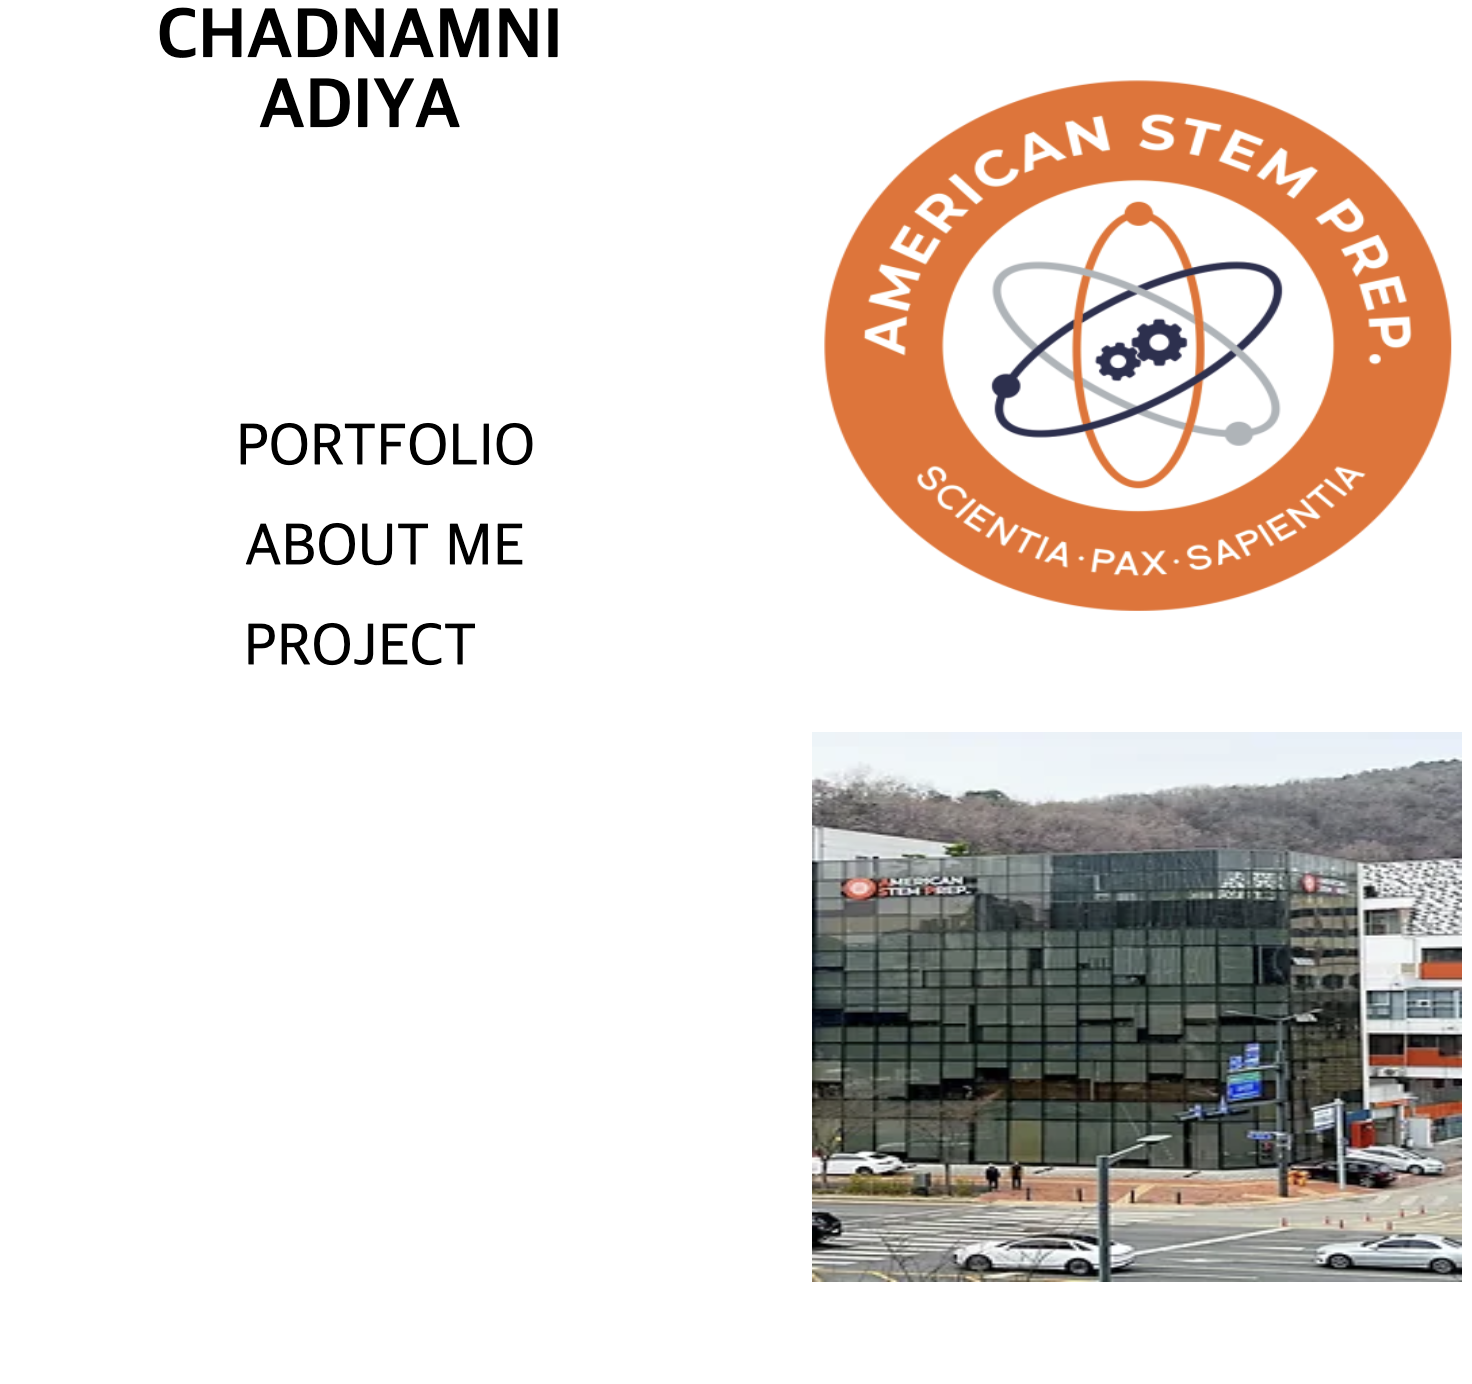 CHADNAMNI
ADIYA
AMERICAN STEM PREP.
SCIENTIA·PAX·SAPIENTIA
PORTFOLIO
ABOUT ME
PROJECT
AMERICAN
STEM PREP.